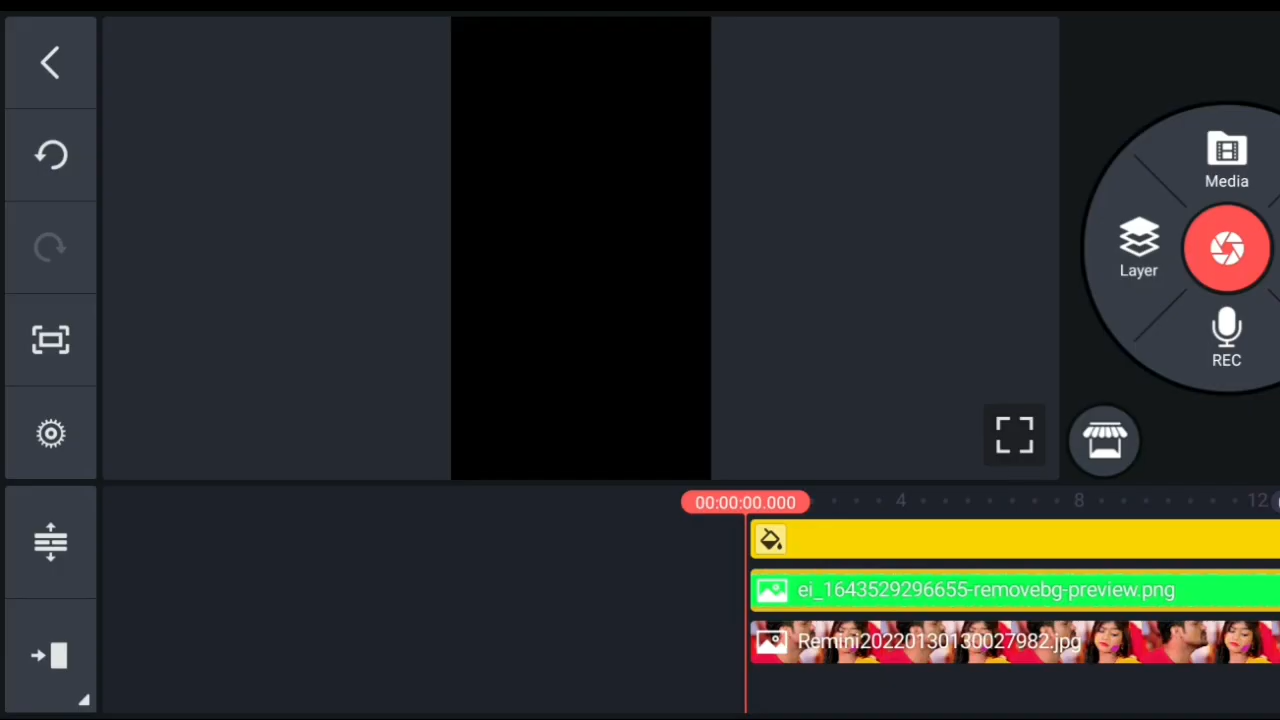 Media
Layer
REC
00:00:00.000
4
8
12
ei_1643529296655-removebg-preview.png
Remini20220130130027982.jpg